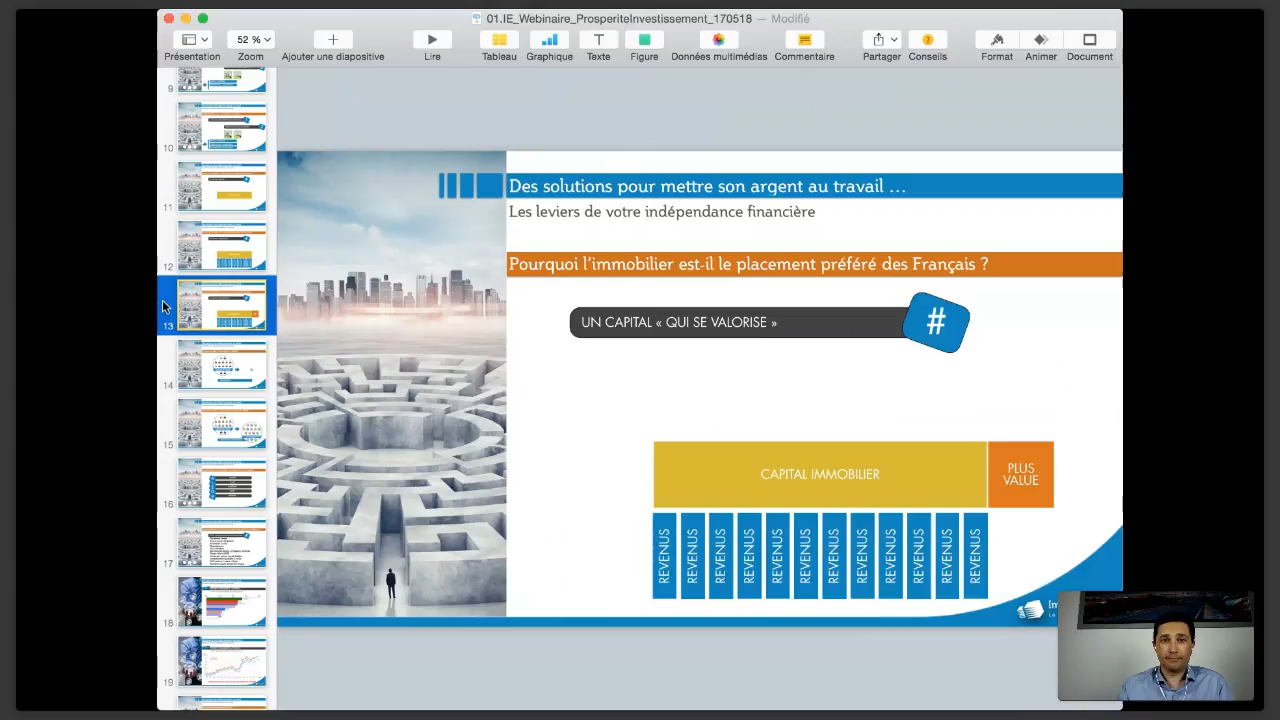 01.IE_Webinaire_ProsperiteInvestissement_170518 — Modifié
52 %
Présentation Zoom Ajouter une diapositive Lire Tableau Graphique Texte Figure Données multimédias Commentaire Partager Conseils Format Animer Document
9
10
11
12
13
14
15
16
17
18
19
Des solutions pour mettre son argent au travail …
Les leviers de votre indépendance financière
Pourquoi l’immobilier est-il le placement préféré des Français ?
UN CAPITAL « QUI SE VALORISE »
#
CAPITAL IMMOBILIER
PLUS
VALUE
REVENUS REVENUS REVENUS REVENUS REVENUS REVENUS REVENUS REVENUS REVENUS REVENUS REVENUS REVENUS